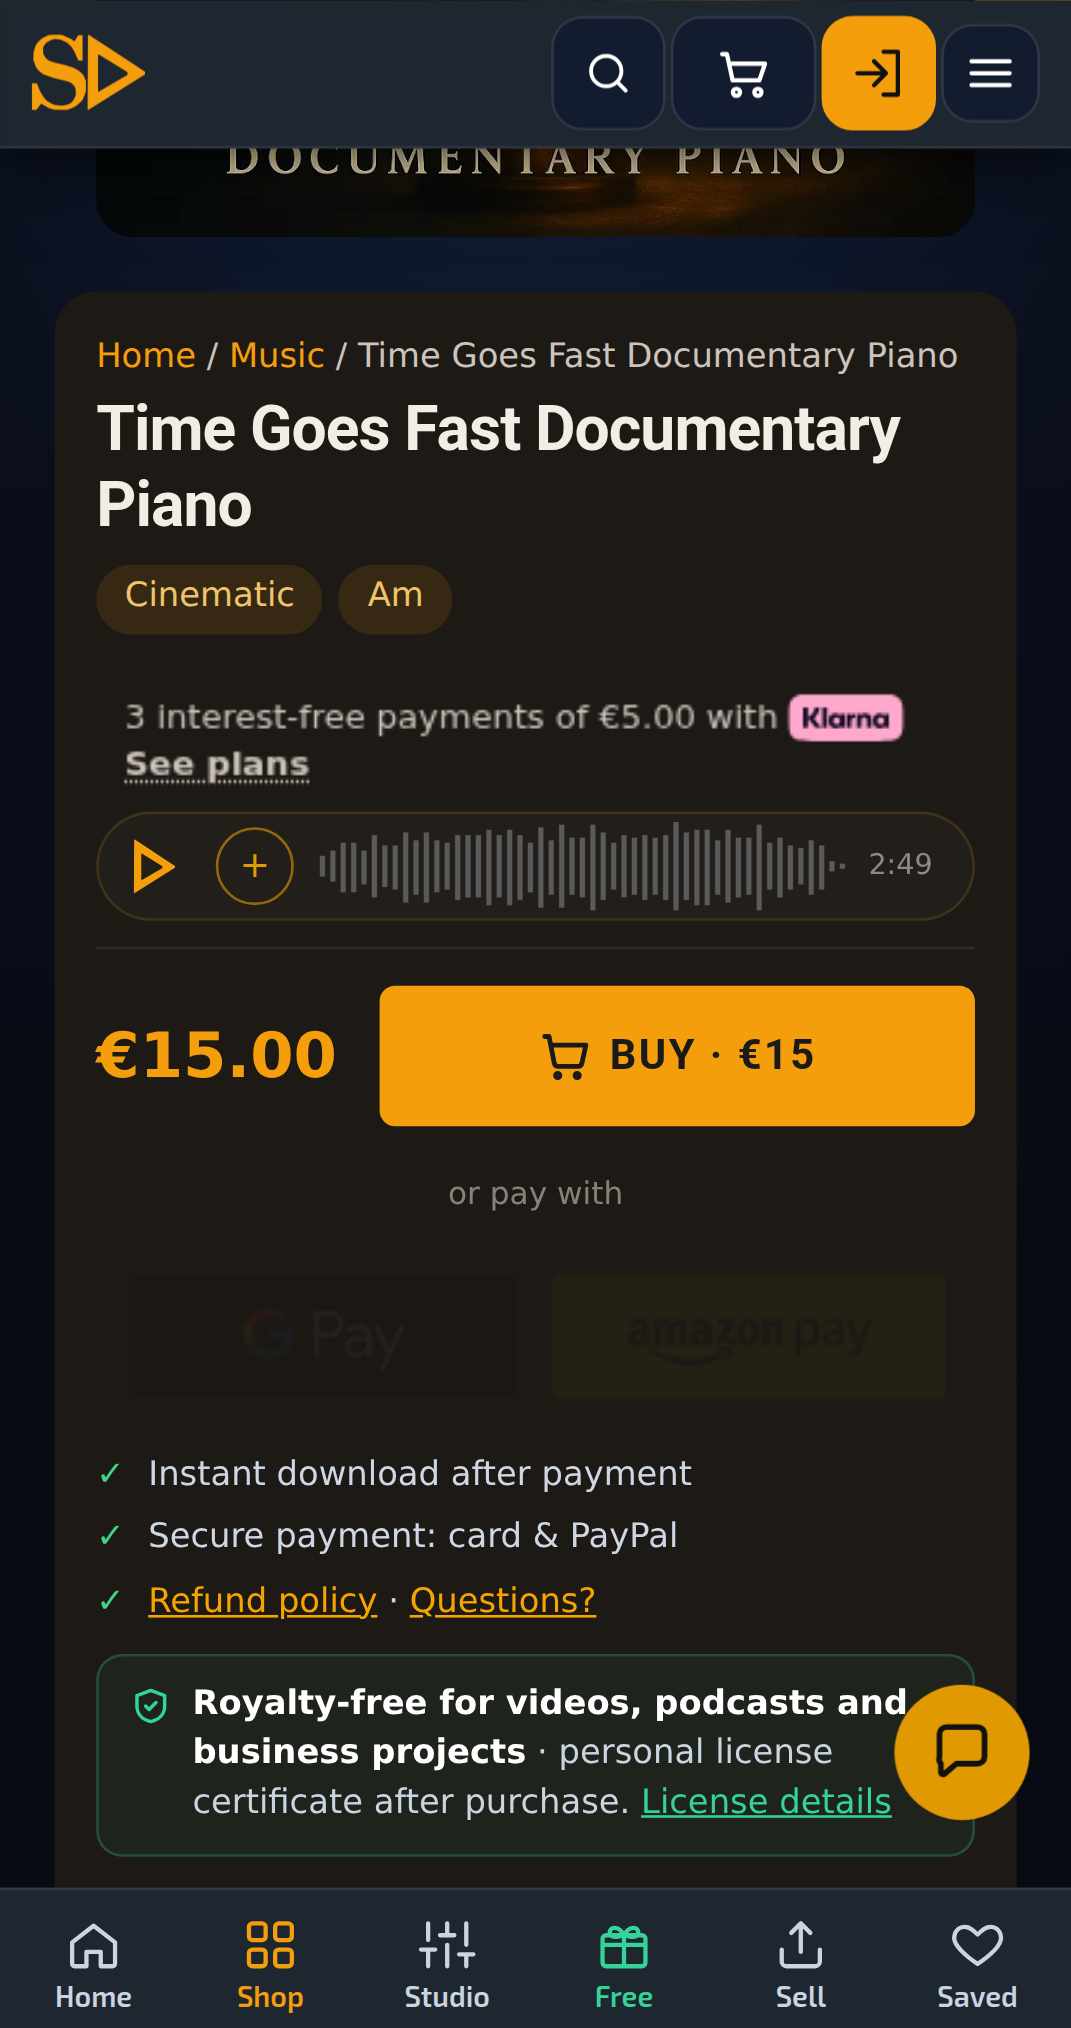 SD
DOCUMENTARY PIANO
Home / Music / Time Goes Fast Documentary Piano
Time Goes Fast Documentary
Piano
Cinematic
Am
3 interest-free payments of €5.00 with Klarna
See plans
+
2:49
€15.00
BUY · €15
or pay with
G Pay
amazon pay
✓ Instant download after payment
✓ Secure payment: card & PayPal
✓ Refund policy · Questions?
Royalty-free for videos, podcasts and
business projects · personal license
certificate after purchase. License details
Home
Shop
Studio
Free
Sell
Saved